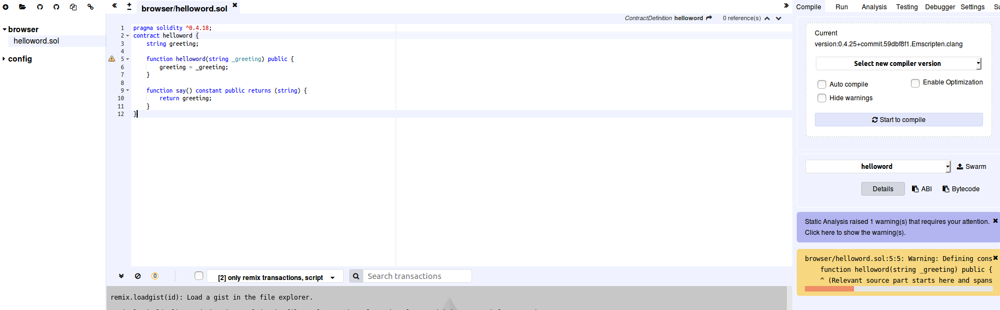 browser/helloword.sol
Compile Run Analysis Testing Debugger Settings Su
browser
helloword.sol
config
ContractDefinition helloword 0 reference(s)
1 pragma solidity ^0.4.18;
2 contract helloword {
3 string greeting;
4
5 function helloword(string _greeting) public {
6 greeting = _greeting;
7 }
8
9 function say() constant public returns (string) {
10 return greeting;
11 }
12 }
Current
version:0.4.25+commit.59dbf8f1.Emscripten.clang
Select new compiler version
Auto compile Enable Optimization
Hide warnings
Start to compile
helloword Swarm
Details ABI Bytecode
Static Analysis raised 1 warning(s) that requires your attention.
Click here to show the warning(s).
browser/helloword.sol:5:5: Warning: Defining cons
function helloword(string _greeting) public {
^ (Relevant source part starts here and spans
0 [2] only remix transactions, script Search transactions
remix.loadgist(id): Load a gist in the file explorer.